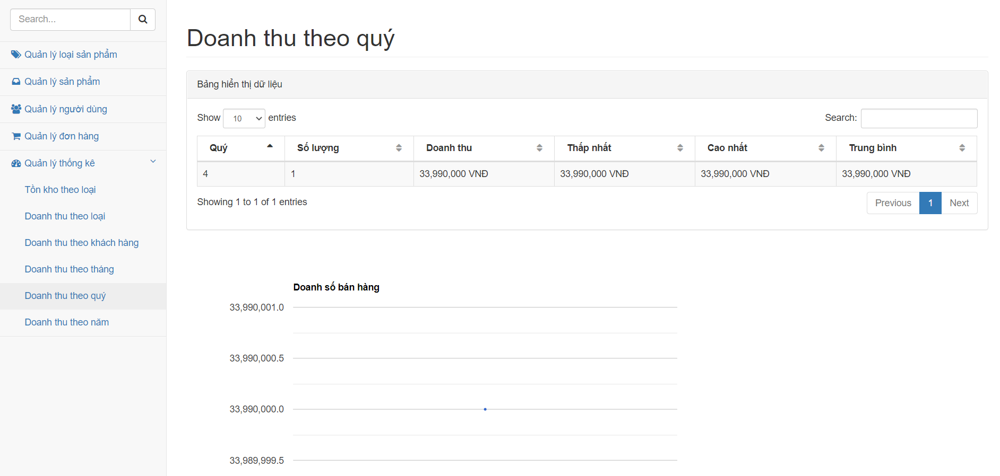 Search...
Quản lý loại sản phẩm
Quản lý sản phẩm
Quản lý người dùng
Quản lý đơn hàng
Quản lý thống kê
Tồn kho theo loại
Doanh thu theo loại
Doanh thu theo khách hàng
Doanh thu theo tháng
Doanh thu theo quý
Doanh thu theo năm
Doanh thu theo quý
Bảng hiển thị dữ liệu
Show 10 entries Search:
Quý Số lượng Doanh thu Thấp nhất Cao nhất Trung bình
4 1 33,990,000 VNĐ 33,990,000 VNĐ 33,990,000 VNĐ 33,990,000 VNĐ
Showing 1 to 1 of 1 entries Previous 1 Next
Doanh số bán hàng
33,990,001.0
33,990,000.5
33,990,000.0
33,989,999.5